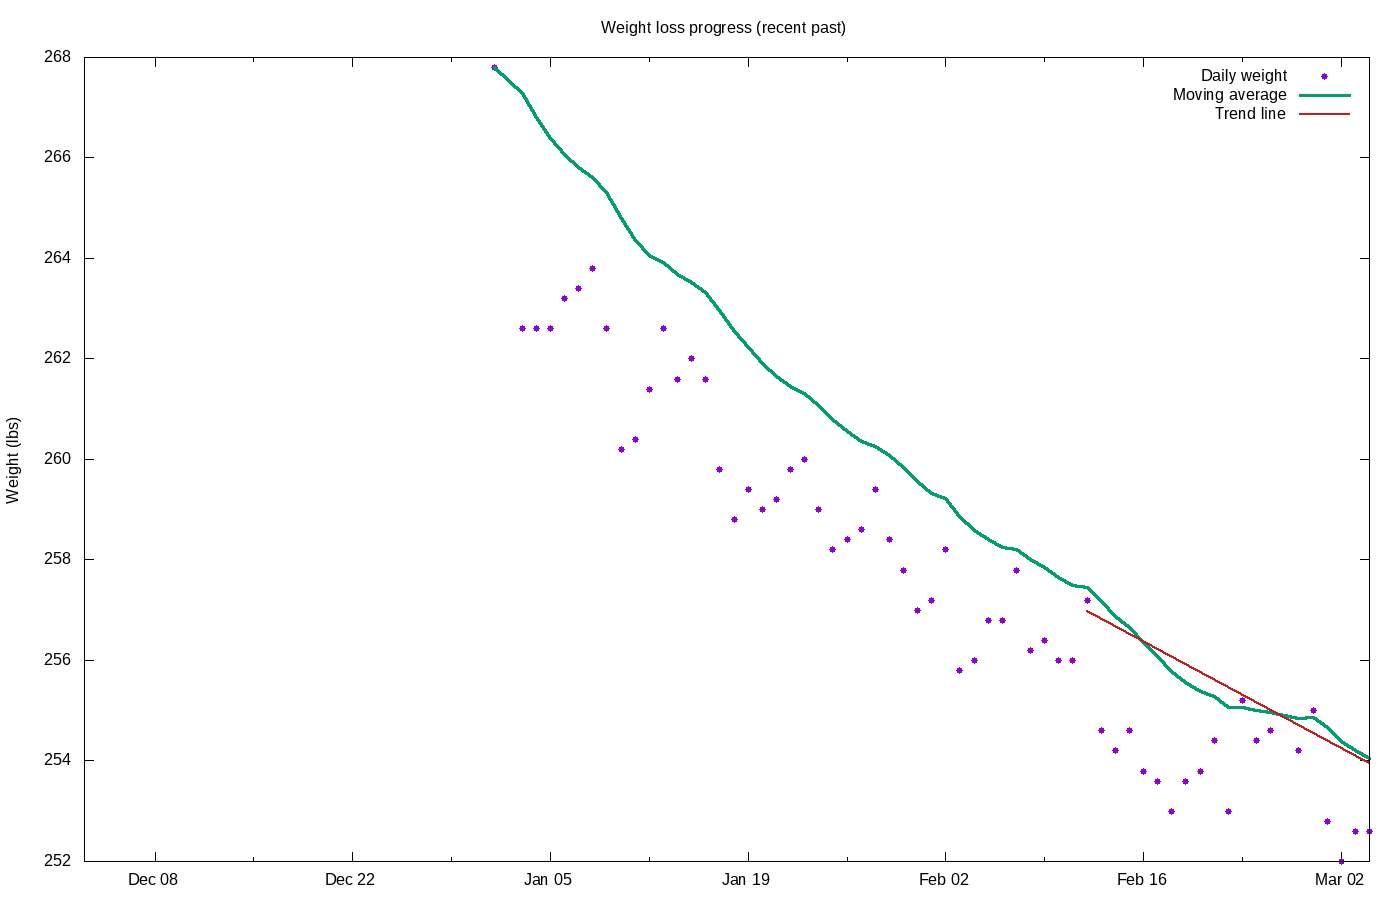 Weight loss progress (recent past)
268
266
264
262
260
258
256
254
252
Weight (lbs)
Daily weight
Moving average
Trend line
Dec 08
Dec 22
Jan 05
Jan 19
Feb 02
Feb 16
Mar 02